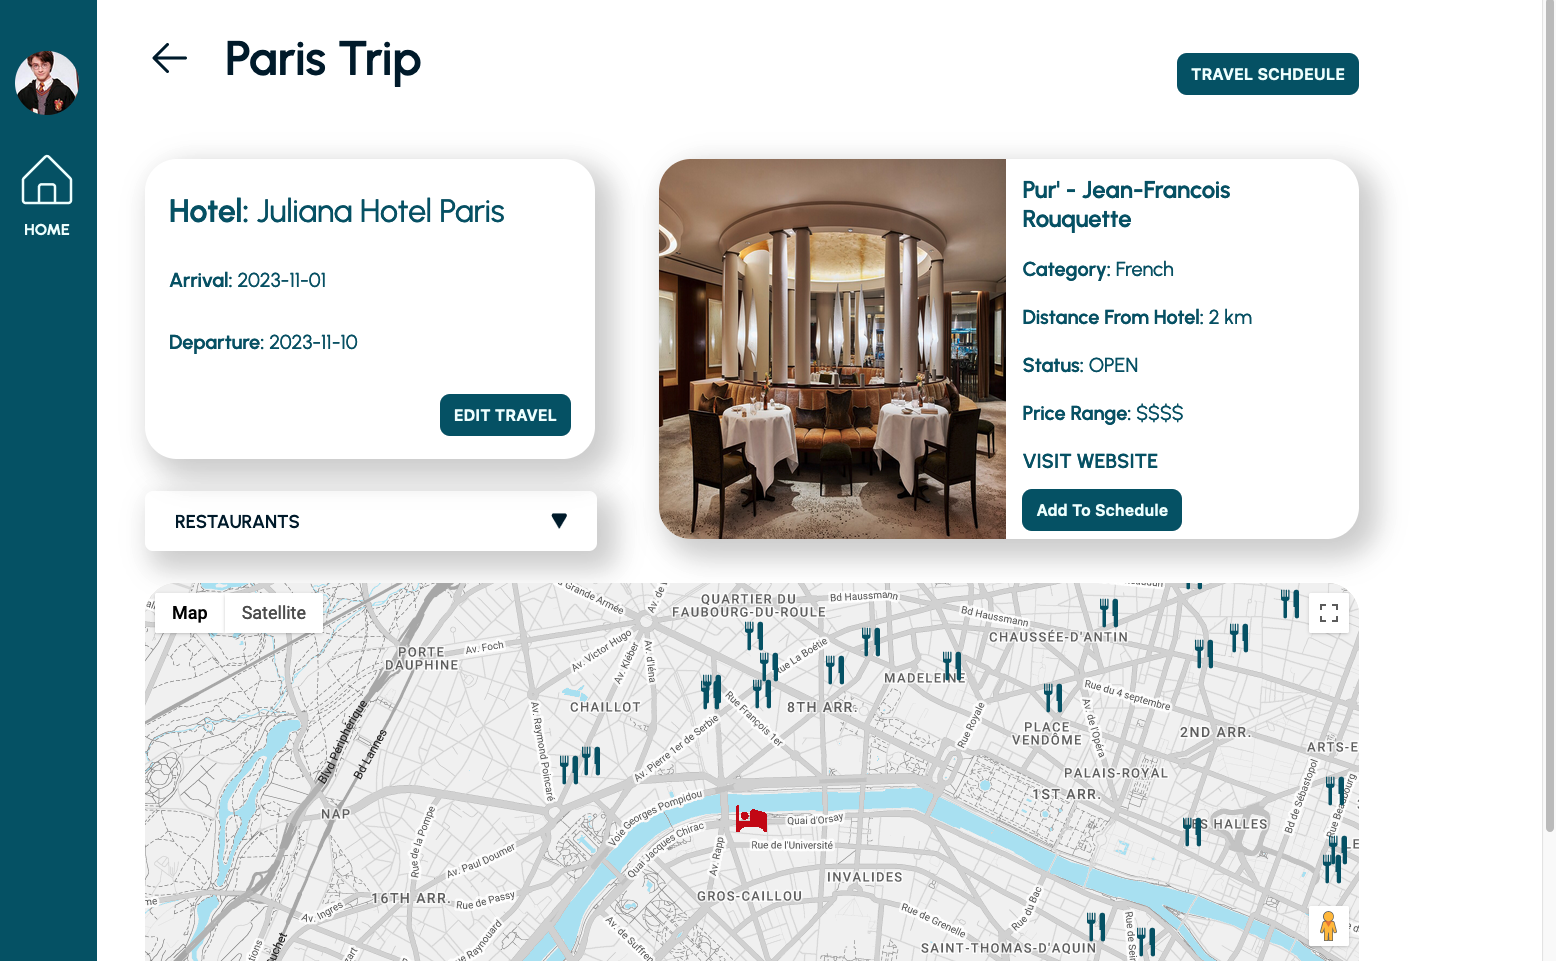 Paris Trip
TRAVEL SCHDEULE
HOME
Hotel: Juliana Hotel Paris
Arrival: 2023-11-01
Departure: 2023-11-10
EDIT TRAVEL
RESTAURANTS
Pur' - Jean-Francois
Rouquette
Category: French
Distance From Hotel: 2 km
Status: OPEN
Price Range: $$$$
VISIT WEBSITE
Add To Schedule
Map
Satellite
Grande Armée
Av. de
QUARTIER DU
FAUBOURG-DU-ROULE
Bd Haussmann
Bd Haussmann
CHAUSSÉE-D'ANTIN
PORTE
DAUPHINE
Av. Foch
Av. Victor Hugo
Av. Kléber
Av. d'Iéna
Rue La Boétie
MADELEINE
Rue du 4 septembre
CHAILLOT
Rue François 1er
8TH ARR.
Rue Royale
PLACE
VENDÔME
Av. de l'Opéra
2ND ARR.
ARTS-E
Blvd Périphérique
Bd Lannes
Av. Raymond Poincaré
Av. Pierre 1er de Serbie
PALAIS-ROYAL
1ST ARR.
Bd de Sébastopol
NAP
Voie Georges Pompidou
Quai d'Orsay
ES HALLES
Rue de la Pompe
Quai Jacques Chirac
Av. Rapp
Rue de l'Université
LE
Av. Paul Doumer
INVALIDES
16TH ARR.
Rue de Passy
GROS-CAILLOU
me
Av. Ingres
Rue du Bac
Rue de Grenelle
Av. de Suffren
Rue de Sein
SAINT-THOMAS-D'AQUIN